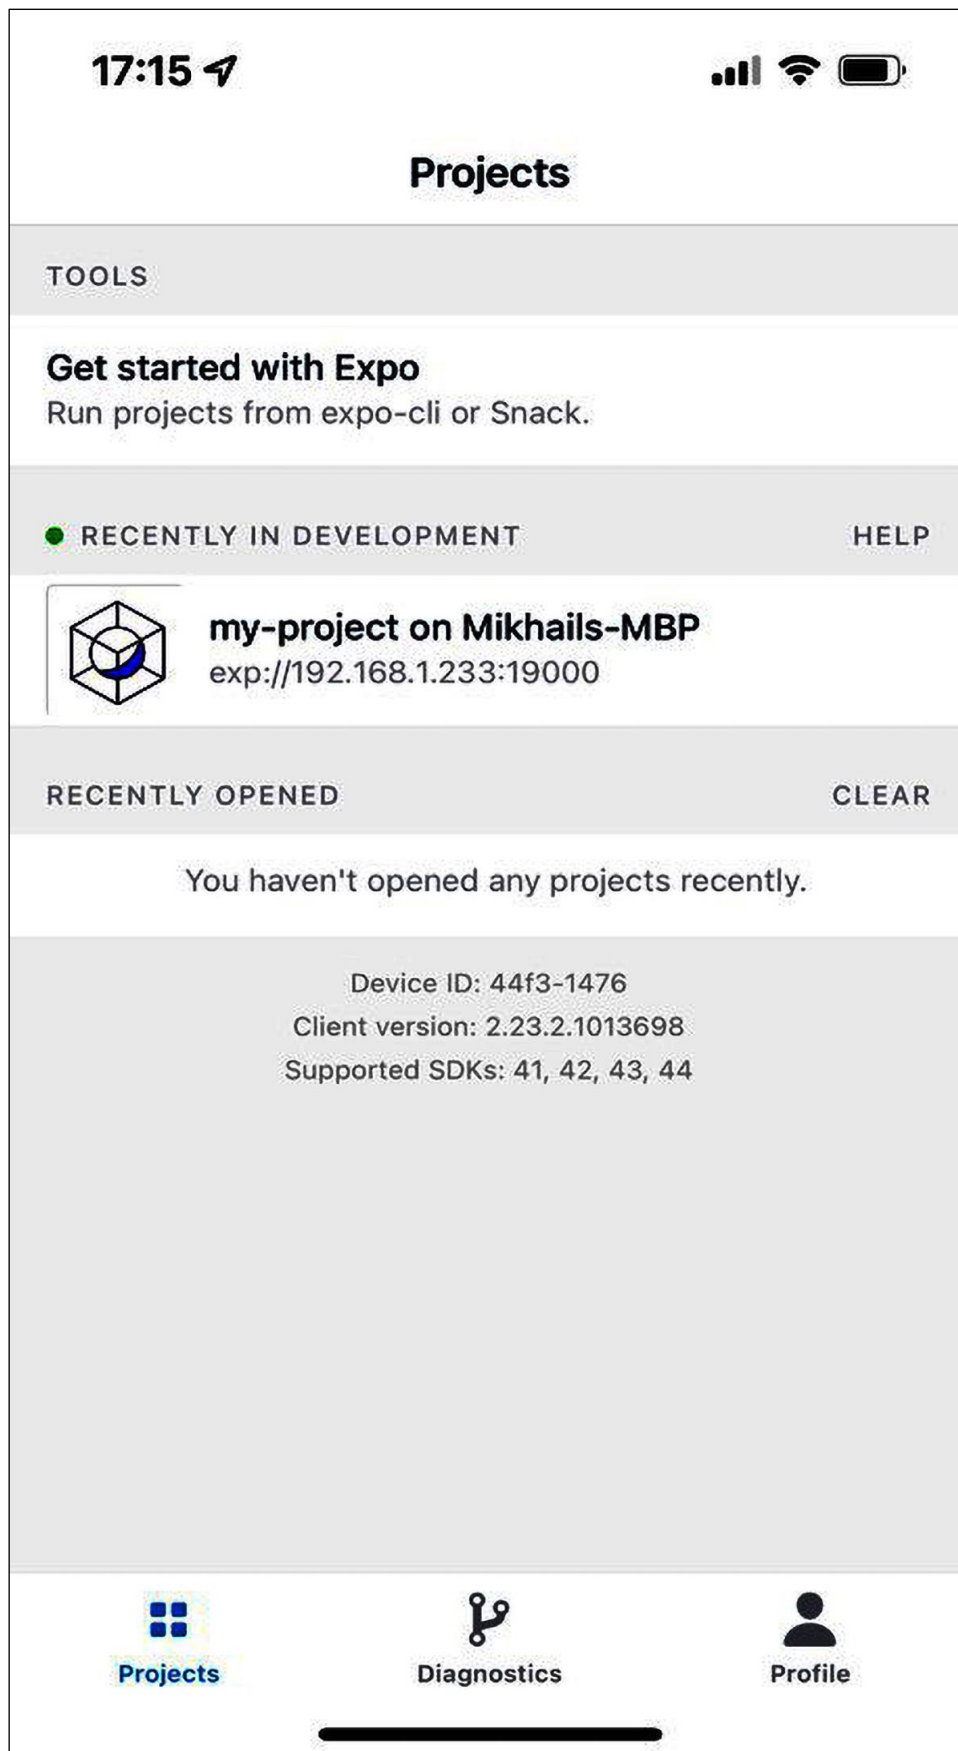 17:15
Projects
TOOLS
Get started with Expo
Run projects from expo-cli or Snack.
RECENTLY IN DEVELOPMENT HELP
my-project on Mikhails-MBP
exp://192.168.1.233:19000
RECENTLY OPENED CLEAR
You haven't opened any projects recently.
Device ID: 44f3-1476
Client version: 2.23.2.1013698
Supported SDKs: 41, 42, 43, 44
Projects Diagnostics Profile